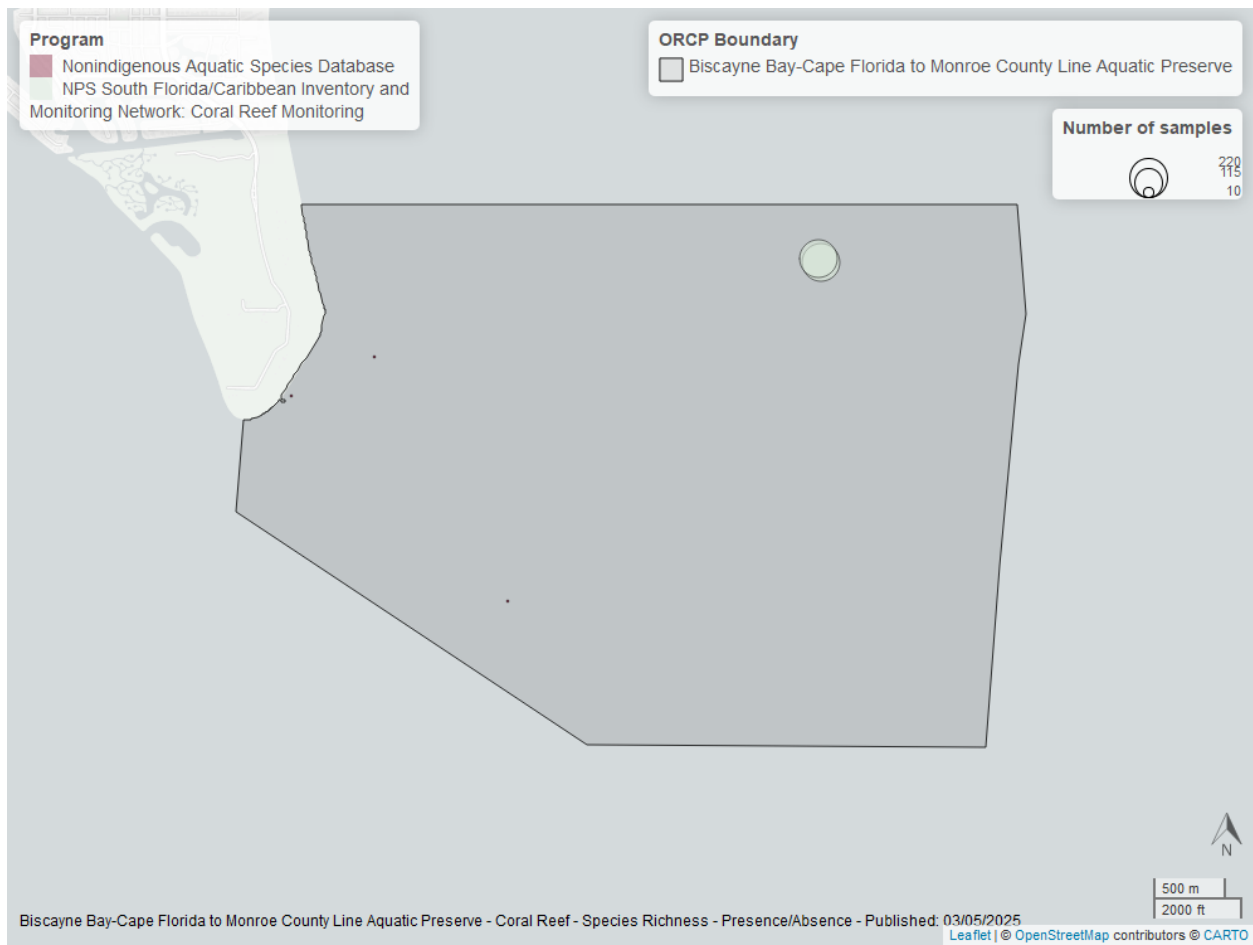 Program
Nonindigenous Aquatic Species Database
NPS South Florida/Caribbean Inventory and
Monitoring Network: Coral Reef Monitoring
ORCP Boundary
Biscayne Bay-Cape Florida to Monroe County Line Aquatic Preserve
Number of samples
220
115
10
N
500 m
2000 ft
Biscayne Bay-Cape Florida to Monroe County Line Aquatic Preserve - Coral Reef - Species Richness - Presence/Absence - Published: 03/05/2025
Leaflet | © OpenStreetMap contributors © CARTO